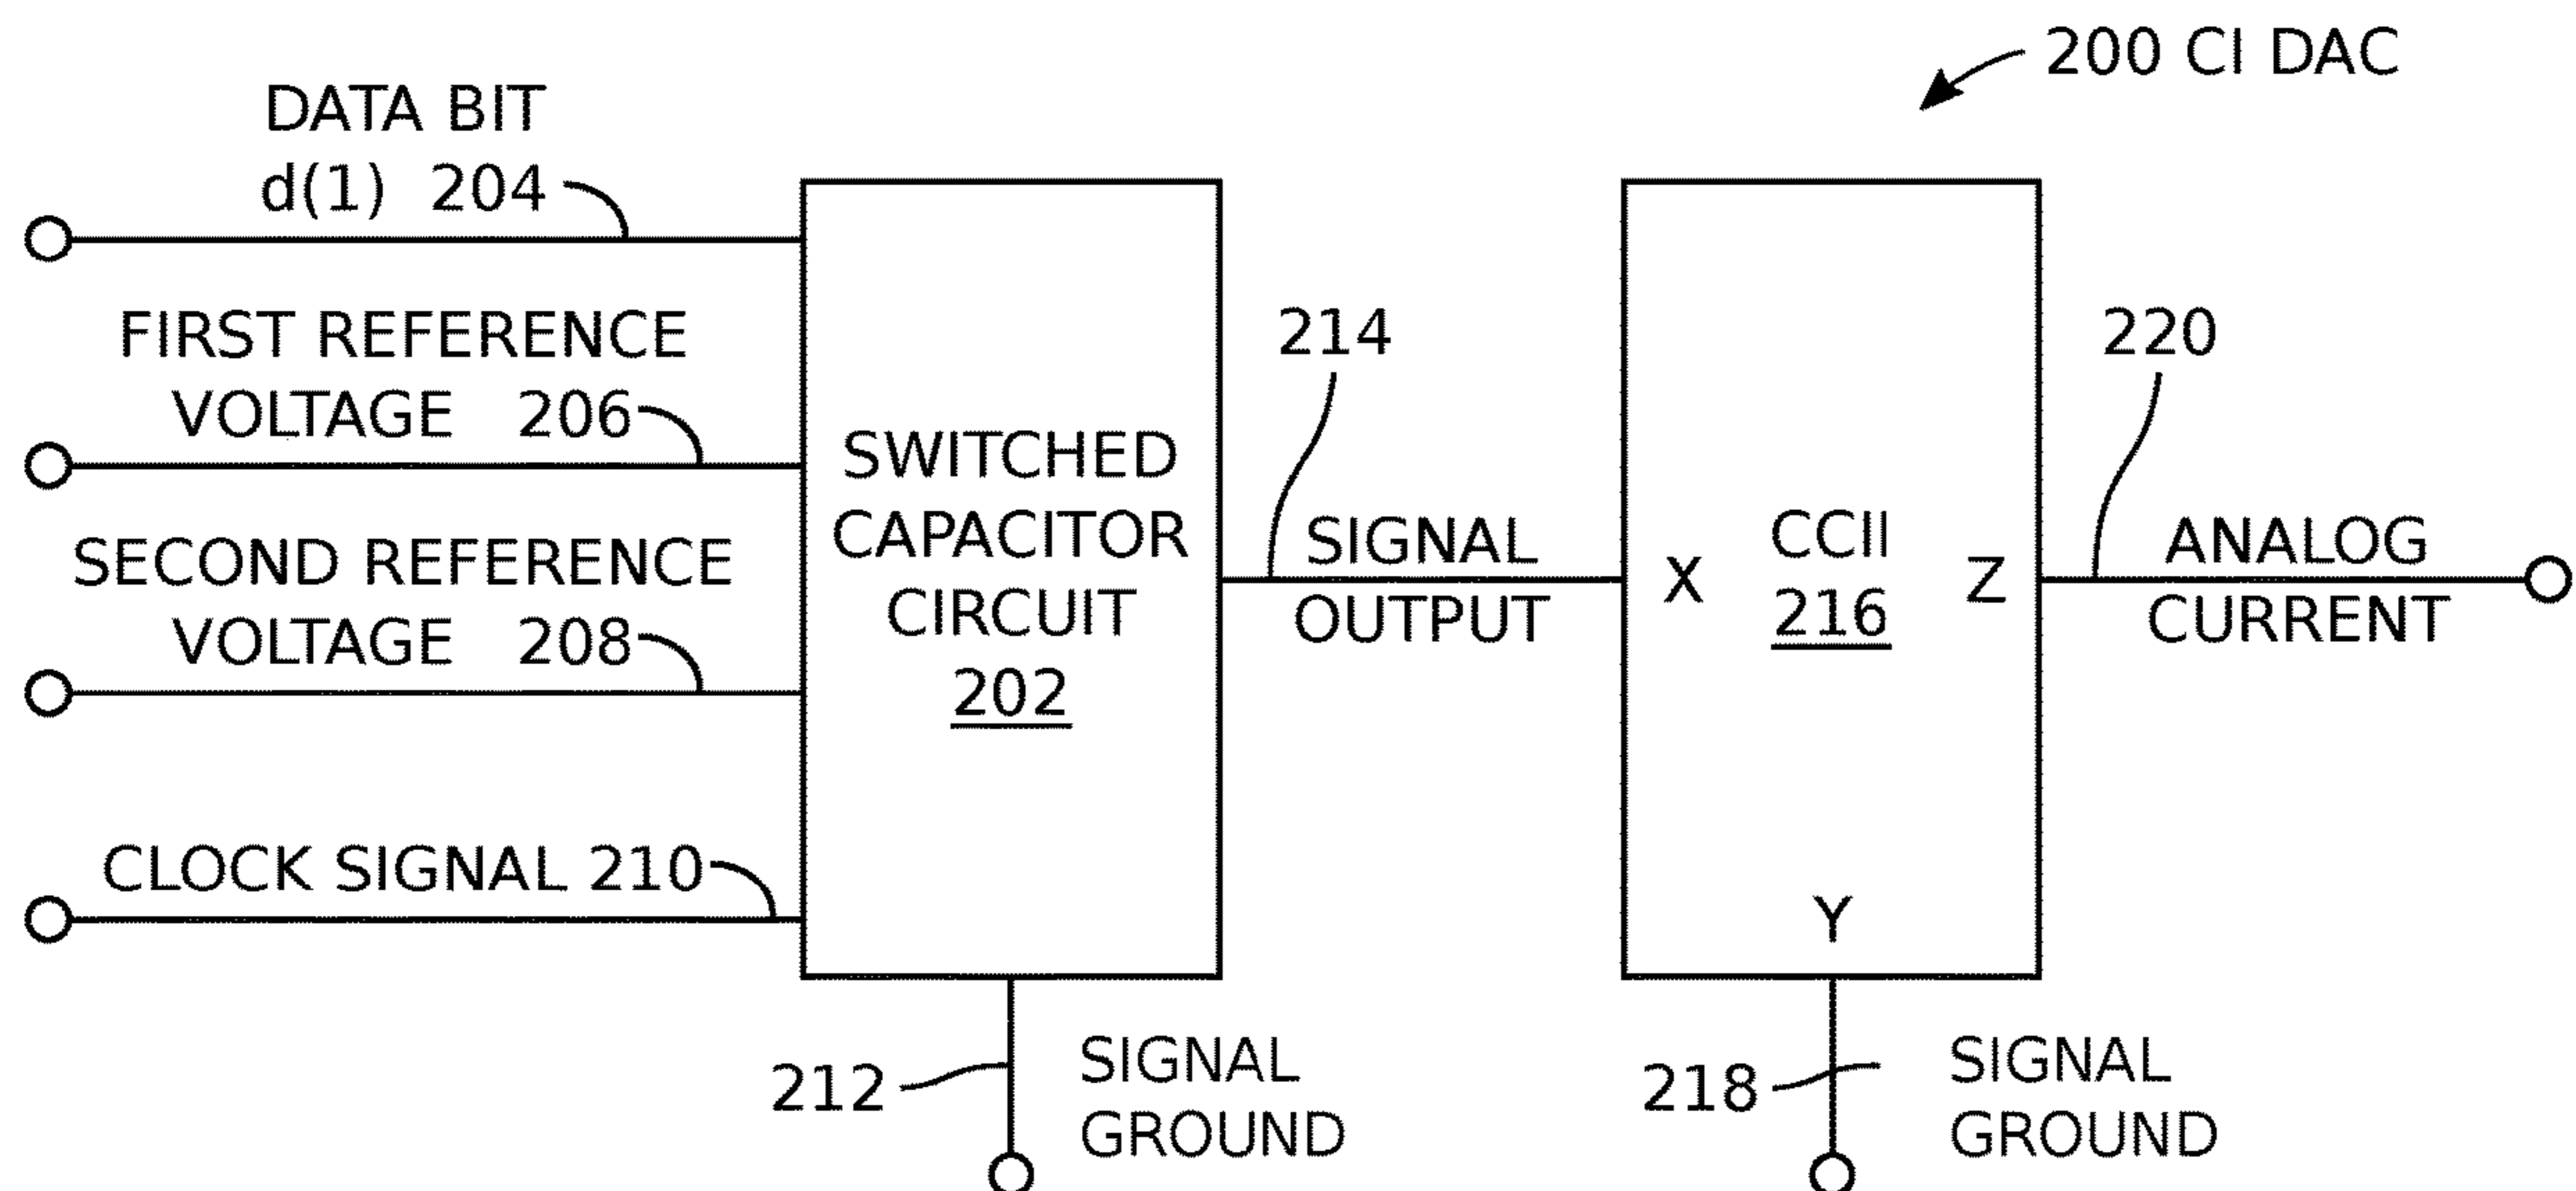 200 CI DAC
DATA BIT
d(1) 204
FIRST REFERENCE
VOLTAGE 206
SECOND REFERENCE
VOLTAGE 208
CLOCK SIGNAL 210
SWITCHED
CAPACITOR
CIRCUIT
202
212
SIGNAL
GROUND
214
SIGNAL
OUTPUT
X
CCII
216
Z
Y
218
SIGNAL
GROUND
220
ANALOG
CURRENT